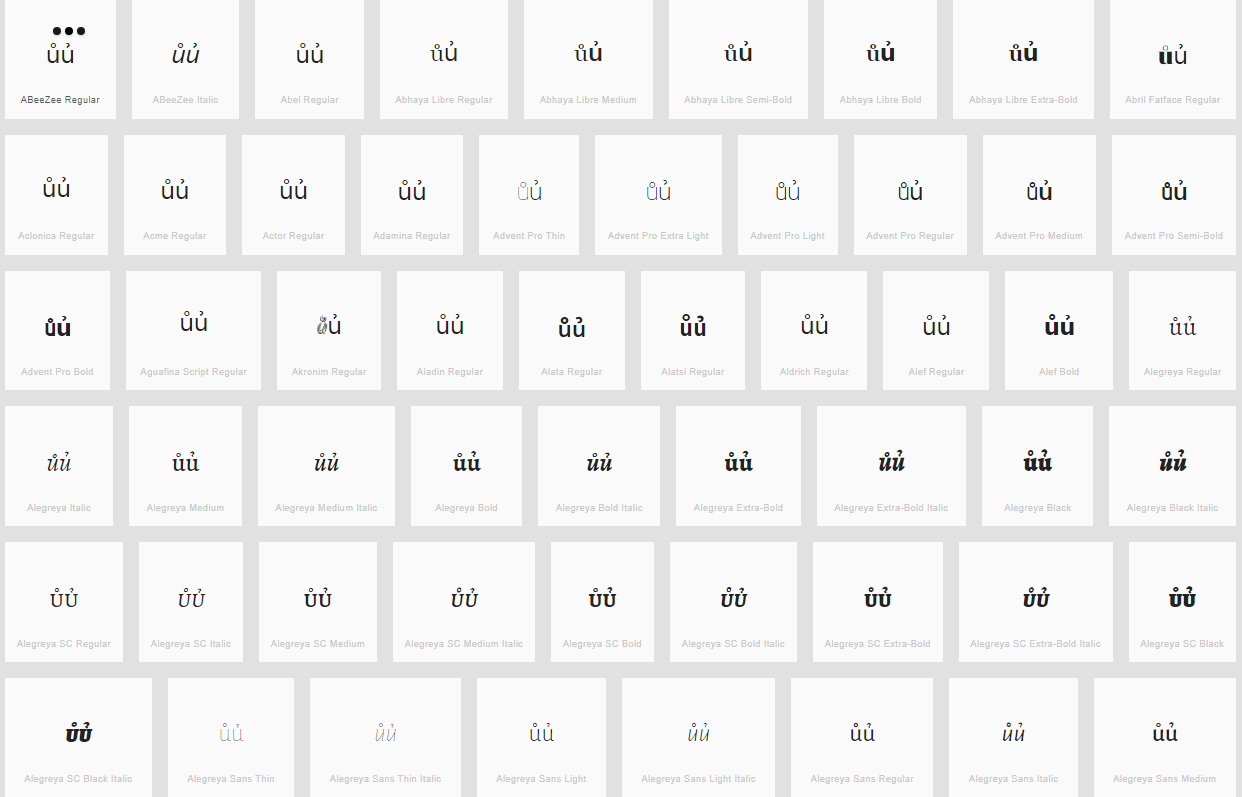 ůủ ůủ ůủ ůủ ůủ ůủ ůủ ůủ ůủ
ABeeZee Regular ABeeZee Italic Abel Regular Abhaya Libre Regular Abhaya Libre Medium Abhaya Libre Semi-Bold Abhaya Libre Bold Abhaya Libre Extra-Bold Abril Fatface Regular
ůủ ůủ ůủ ůủ ůủ ůủ ůủ ůủ ůủ ůủ
Aclonica Regular Acme Regular Actor Regular Adamina Regular Advent Pro Thin Advent Pro Extra Light Advent Pro Light Advent Pro Regular Advent Pro Medium Advent Pro Semi-Bold
ůủ ůủ ůủ ůủ ůủ ůủ ůủ ůủ ůủ ůủ
Advent Pro Bold Aguafina Script Regular Akronim Regular Aladin Regular Alata Regular Alatsi Regular Aldrich Regular Alef Regular Alef Bold Alegreya Regular
ůủ ůủ ůủ ůủ ůủ ůủ ůủ ůủ ůủ
Alegreya Italic Alegreya Medium Alegreya Medium Italic Alegreya Bold Alegreya Bold Italic Alegreya Extra-Bold Alegreya Extra-Bold Italic Alegreya Black Alegreya Black Italic
ůủ ůủ ůủ ůủ ůủ ůủ ůủ ůủ ůủ
Alegreya SC Regular Alegreya SC Italic Alegreya SC Medium Alegreya SC Medium Italic Alegreya SC Bold Alegreya SC Bold Italic Alegreya SC Extra-Bold Alegreya SC Extra-Bold Italic Alegreya SC Black
ůủ ůủ ůủ ůủ ůủ ůủ ůủ ůủ
Alegreya SC Black Italic Alegreya Sans Thin Alegreya Sans Thin Italic Alegreya Sans Light Alegreya Sans Light Italic Alegreya Sans Regular Alegreya Sans Italic Alegreya Sans Medium